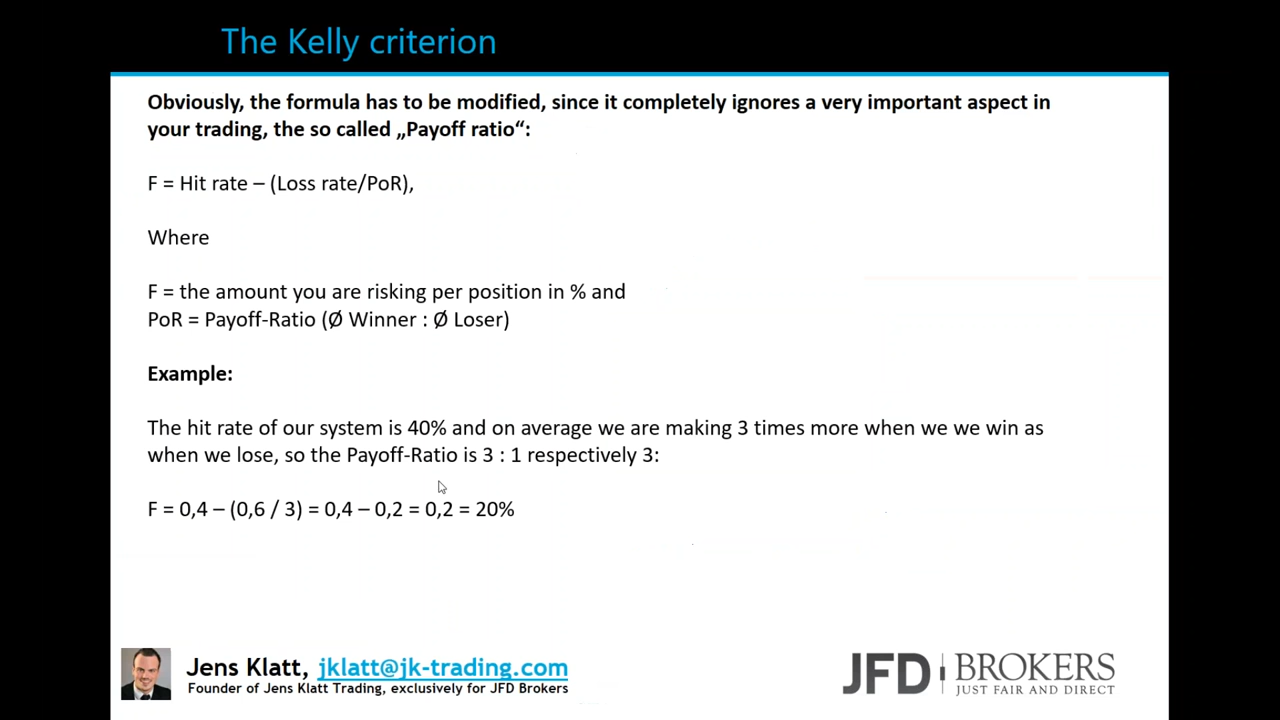 The Kelly criterion
Obviously, the formula has to be modified, since it completely ignores a very important aspect in
your trading, the so called „Payoff ratio“:
F = Hit rate – (Loss rate/PoR),
Where
F = the amount you are risking per position in % and
PoR = Payoff-Ratio (Ø Winner : Ø Loser)
Example:
The hit rate of our system is 40% and on average we are making 3 times more when we we win as
when we lose, so the Payoff-Ratio is 3 : 1 respectively 3:
F = 0,4 – (0,6 / 3) = 0,4 – 0,2 = 0,2 = 20%
Jens Klatt, jklatt@jk-trading.com
Founder of Jens Klatt Trading, exclusively for JFD Brokers
JFD BROKERS
JUST FAIR AND DIRECT